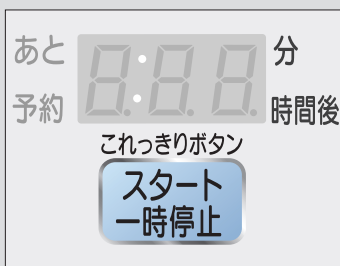 あと 分
予約 時間後
これっきりボタン
スタート
一時停止